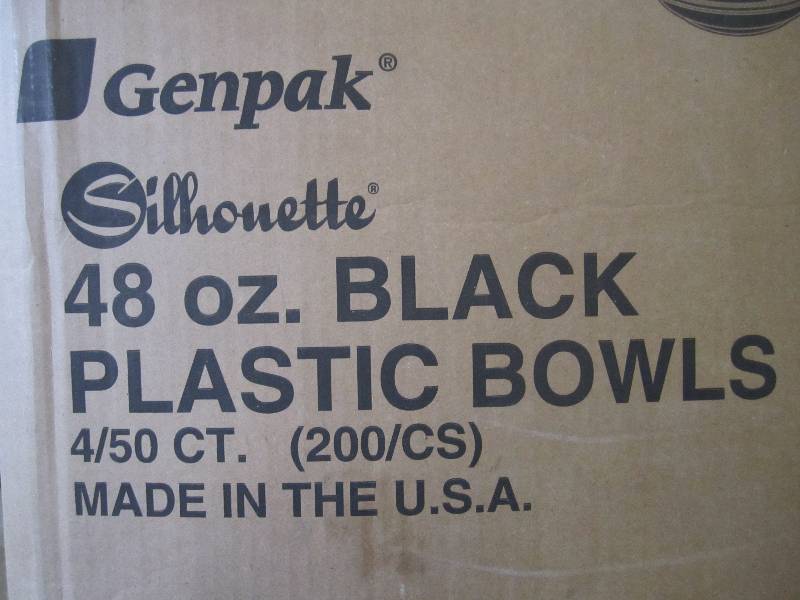 Genpak®
Silhouette®
48 oz. BLACK
PLASTIC BOWLS
4/50 CT. (200/CS)
MADE IN THE U.S.A.